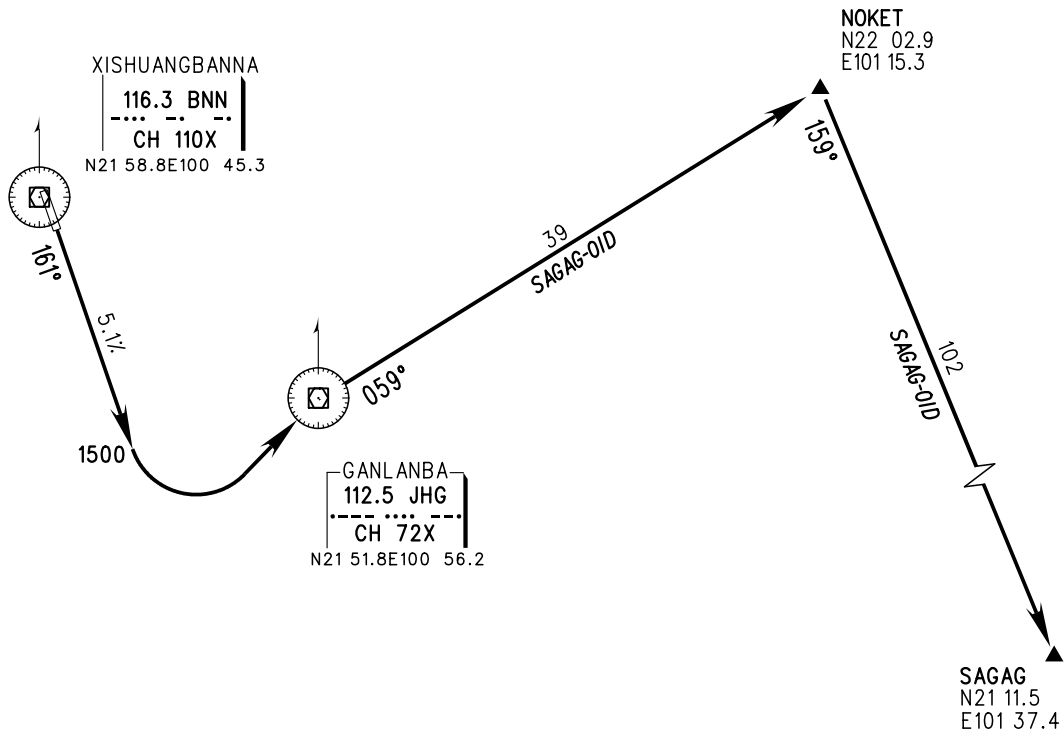 NOKET
N22 02.9
E101 15.3
XISHUANGBANNA
116.3 BNN
CH 110X
N21 58.8E100 45.3
159°
161°
39
SAGAG-01D
5.1%
102
SAGAG-01D
059°
1500
GANLANBA
112.5 JHG
CH 72X
N21 51.8E100 56.2
SAGAG
N21 11.5
E101 37.4